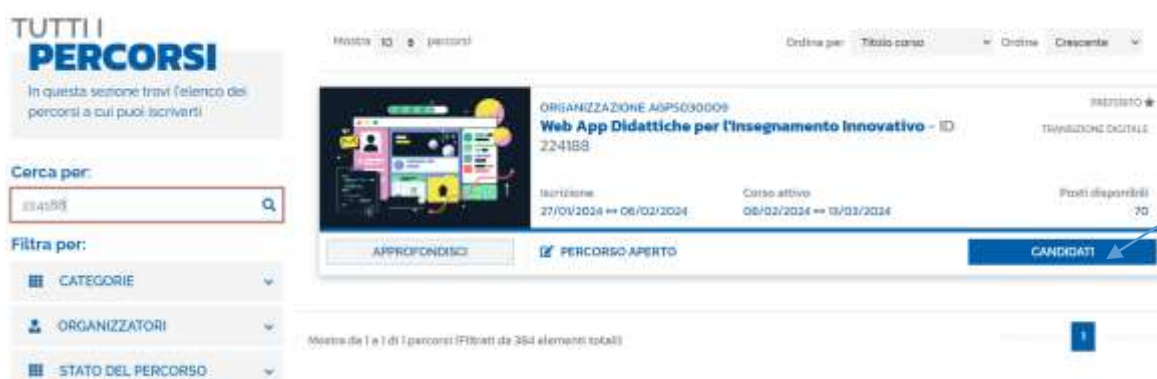 TUTTI I
PERCORSI
In questa sezione trovi l'elenco dei
percorsi a cui puoi iscriverti
Cerca per:
224188
Filtra per:
CATEGORIE
ORGANIZZATORI
STATO DEL PERCORSO
Mostra 10 percorsi
Ordina per Titolo corso Ordine Crescente
ORGANIZZAZIONE AGPS030009
PREFERITO
Web App Didattiche per l'Insegnamento Innovativo - ID
224188
TRANSIZIONE DIGITALE
Iscrizione
27/01/2024 ↔ 06/02/2024
Corso attivo
08/02/2024 ↔ 13/03/2024
Posti disponibili
70
APPROFONDISCI
PERCORSO APERTO
CANDIDATI
Mostra da 1 a 1 di 1 percorsi (Filtrati da 384 elementi totali)
1